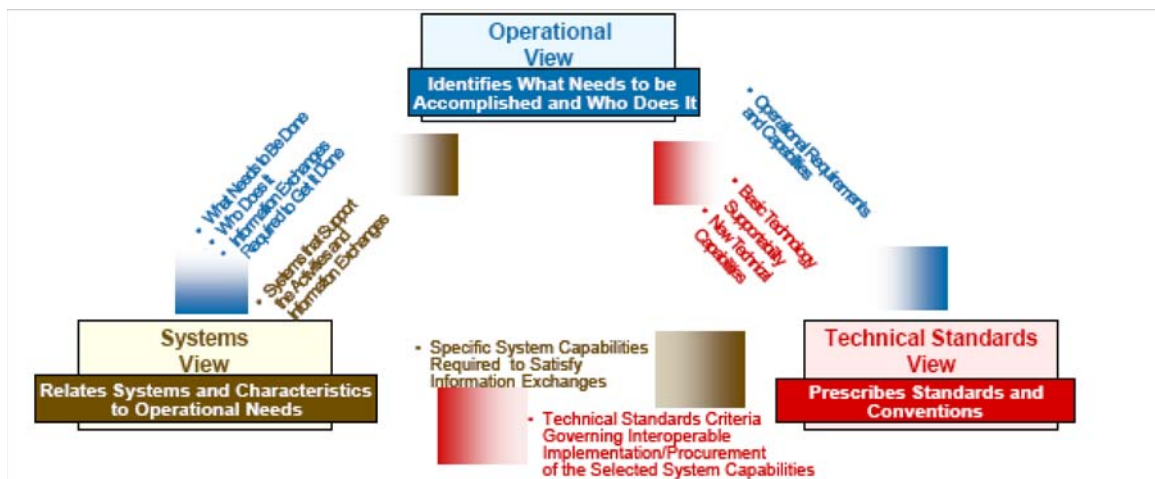 Operational
View
Identifies What Needs to be
Accomplished and Who Does It
• What Needs to Be Done
• Who Does It
• Information Exchanges
Required to Get It Done
• Systems that Support
the Activities and
Information Exchanges
• Operational Requirements
and Capabilities
• Basic Technology
Supportability
• New Technical
Capabilities
Systems
View
Relates Systems and Characteristics
to Operational Needs
• Specific System Capabilities
Required to Satisfy
Information Exchanges
• Technical Standards Criteria
Governing Interoperable
Implementation/Procurement
of the Selected System Capabilities
Technical Standards
View
Prescribes Standards and
Conventions